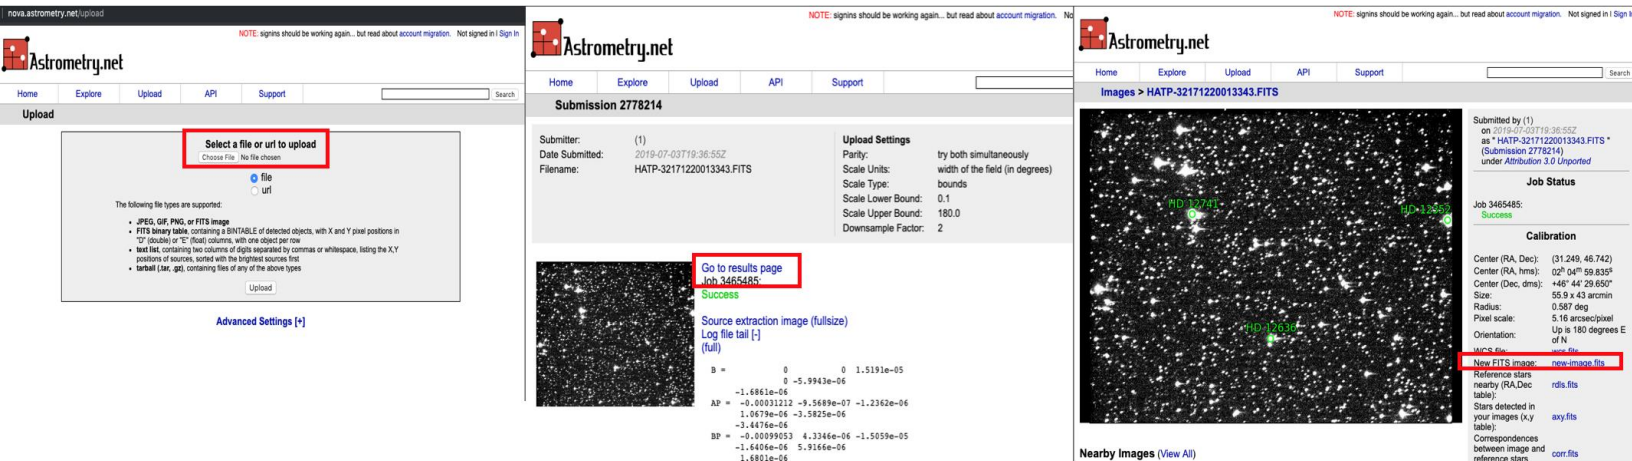 nova.astrometry.net/upload
NOTE: signins should be working again... but read about account migration. Not signed in I Sign In
Astrometry.net
Home Explore Upload API Support Search
Upload
Select a file or url to upload
Choose File No file chosen
file
url
The following file types are supported:
• JPEG, GIF, PNG, or FITS image
• FITS binary table, containing a BINTABLE of detected objects, with X and Y pixel positions in
"D" (double) or "E" (float) columns, with one object per row
• text list, containing two columns of digits separated by commas or whitespace, listing the X,Y
positions of sources, sorted with the brightest sources first
• tarball (.tar, .gz), containing files of any of the above types
Upload
Advanced Settings [+]
NOTE: signins should be working again... but read about account migration. No
Astrometry.net
Home Explore Upload API Support
Submission 2778214
Submitter: (1)
Date Submitted: 2019-07-03T19:36:55Z
Filename: HATP-32171220013343.FITS
Upload Settings
Parity: try both simultaneously
Scale Units: width of the field (in degrees)
Scale Type: bounds
Scale Lower Bound: 0.1
Scale Upper Bound: 180.0
Downsample Factor: 2
Go to results page
Job 3465485:
Success
Source extraction image (fullsize)
Log file tail [-]
(full)
B = 0 0 1.5191e-05
0 -5.9943e-06
-1.6861e-06
AP = -0.00031212 -9.5689e-07 -1.2362e-06
1.0679e-06 -3.5825e-06
-3.4476e-06
BP = -0.00099053 4.3346e-06 -1.5059e-05
-1.6406e-06 5.9166e-06
1.6801e-06
NOTE: signins should be working again... but read about account migration. Not signed in I Sign I
Astrometry.net
Home Explore Upload API Support Search
Images > HATP-32171220013343.FITS
HD 12741
HD 12352
HD 12636
Submitted by (1)
on 2019-07-03T19:36:55Z
as " HATP-32171220013343.FITS "
(Submission 2778214)
under Attribution 3.0 Unported
Job Status
Job 3465485:
Success
Calibration
Center (RA, Dec): (31.249, 46.742)
Center (RA, hms): 02h 04m 59.835s
Center (Dec, dms): +46° 44' 29.650"
Size: 55.9 x 43 arcmin
Radius: 0.587 deg
Pixel scale: 5.16 arcsec/pixel
Orientation: Up is 180 degrees E
of N
WCS file: wcs.fits
New FITS image: new-image.fits
Reference stars
nearby (RA,Dec rdls.fits
table):
Stars detected in
your images (x,y axy.fits
table):
Correspondences
between image and corr.fits
reference stars
Nearby Images (View All)